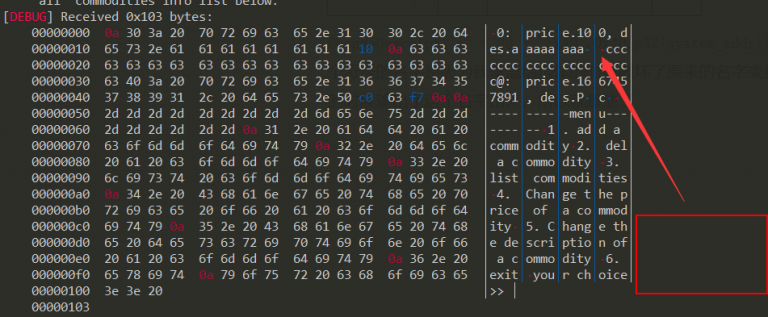 all  commodities info list below.
[DEBUG] Received 0x103 bytes:
00000000 0a 30 3a 20 70 72 69 63 65 2e 31 30 30 2c 20 64 │·0: │pric│e.10│0, d│
00000010 65 73 2e 61 61 61 61 61 61 61 61 10 0a 63 63 63 │es.a│aaaa│aaa·│·ccc│
00000020 63 63 63 63 63 63 63 63 63 63 63 63 63 63 63 63 │cccc│cccc│cccc│cccc│
00000030 63 40 3a 20 70 72 69 63 65 2e 31 36 36 37 34 35 │c@: │pric│e.16│6745│
00000040 37 38 39 31 2c 20 64 65 73 2e 50 c0 63 f7 0a 0a │7891│, de│s.P·│c···│
00000050 2d 2d 2d 2d 2d 2d 2d 2d 2d 6d 65 6e 75 2d 2d 2d │----│----│-men│u---│
00000060 2d 2d 2d 2d 2d 2d 0a 31 2e 20 61 64 64 20 61 20 │----│--·1│. ad│d a │
00000070 63 6f 6d 6d 6f 64 69 74 79 0a 32 2e 20 64 65 6c │comm│odit│y·2.│ del│
00000080 20 61 20 63 6f 6d 6d 6f 64 69 74 79 0a 33 2e 20 │ a c│ommo│dity│·3. │
00000090 6c 69 73 74 20 63 6f 6d 6d 6f 64 69 74 69 65 73 │list│ com│modi│ties│
000000a0 0a 34 2e 20 43 68 61 6e 67 65 20 74 68 65 20 70 │·4. │Chan│ge t│he p│
000000b0 72 69 63 65 20 6f 66 20 61 20 63 6f 6d 6d 6f 64 │rice│ of │a co│mmod│
000000c0 69 74 79 0a 35 2e 20 43 68 61 6e 67 65 20 74 68 │ity·│5. C│hang│e th│
000000d0 65 20 64 65 73 63 72 69 70 74 69 6f 6e 20 6f 66 │e de│scri│ptio│n of│
000000e0 20 61 20 63 6f 6d 6d 6f 64 69 74 79 0a 36 2e 20 │ a c│ommo│dity│·6. │
000000f0 65 78 69 74 0a 79 6f 75 72 20 63 68 6f 69 63 65 │exit│·you│r ch│oice│
00000100 3e 3e 20 │>> │
00000103